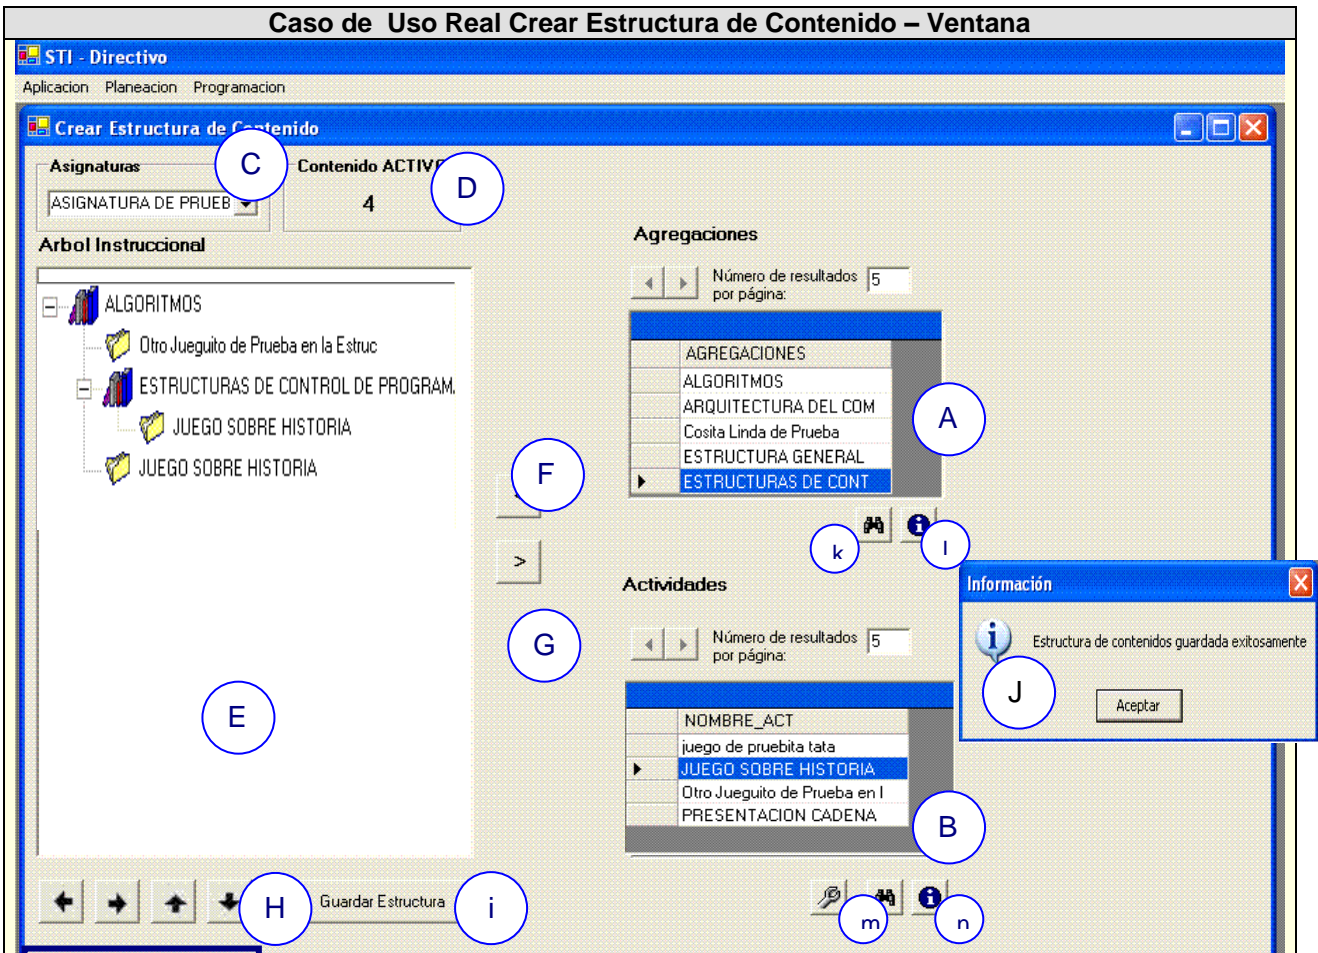 Caso de Uso Real Crear Estructura de Contenido – Ventana
STI - Directivo
Aplicacion Planeacion Programacion
Crear Estructura de Contenido
Asignaturas
C
Contenido ACTIVO
D
ASIGNATURA DE PRUEB
4
Arbol Instruccional
ALGORITMOS
Otro Jueguito de Prueba en la Estruc
ESTRUCTURAS DE CONTROL DE PROGRAM.
JUEGO SOBRE HISTORIA
JUEGO SOBRE HISTORIA
E
F
>
G
Agregaciones
Número de resultados
por página:
5
AGREGACIONES
ALGORITMOS
ARQUITECTURA DEL COM
Cosita Linda de Prueba
ESTRUCTURA GENERAL
ESTRUCTURAS DE CONT
A
k
l
Actividades
Número de resultados
por página:
5
NOMBRE_ACT
juego de pruebita tata
JUEGO SOBRE HISTORIA
Otro Jueguito de Prueba en l
PRESENTACION CADENA
B
Información
Estructura de contenidos guardada exitosamente
J
Aceptar
H
Guardar Estructura
i
m
n